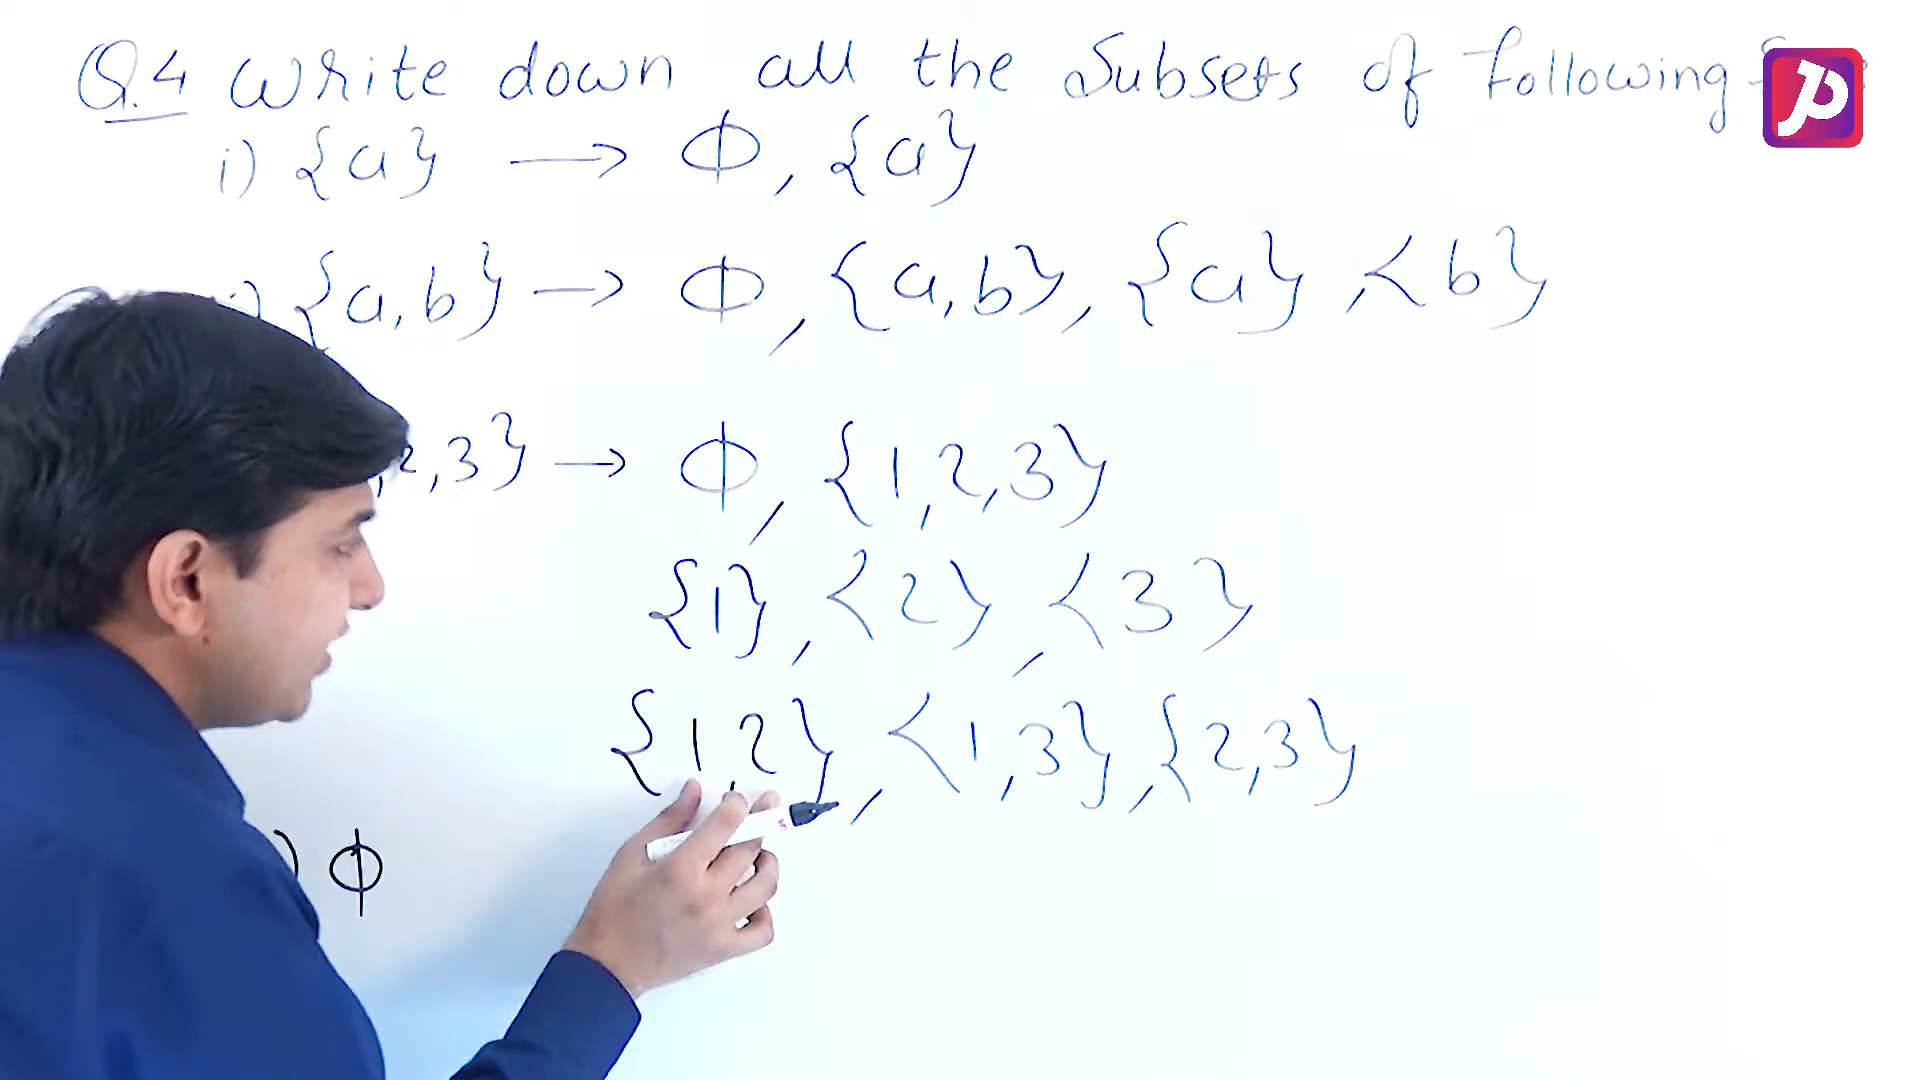 Q.4 Write down all the Subsets of following
i) {a} → Φ, {a}
) {a, b} → Φ, {a, b}, {a}, {b}
, 2, 3} → Φ, {1, 2, 3}
{1}, {2}, {3}
{1, 2}, {1, 3}, {2, 3}
) φ